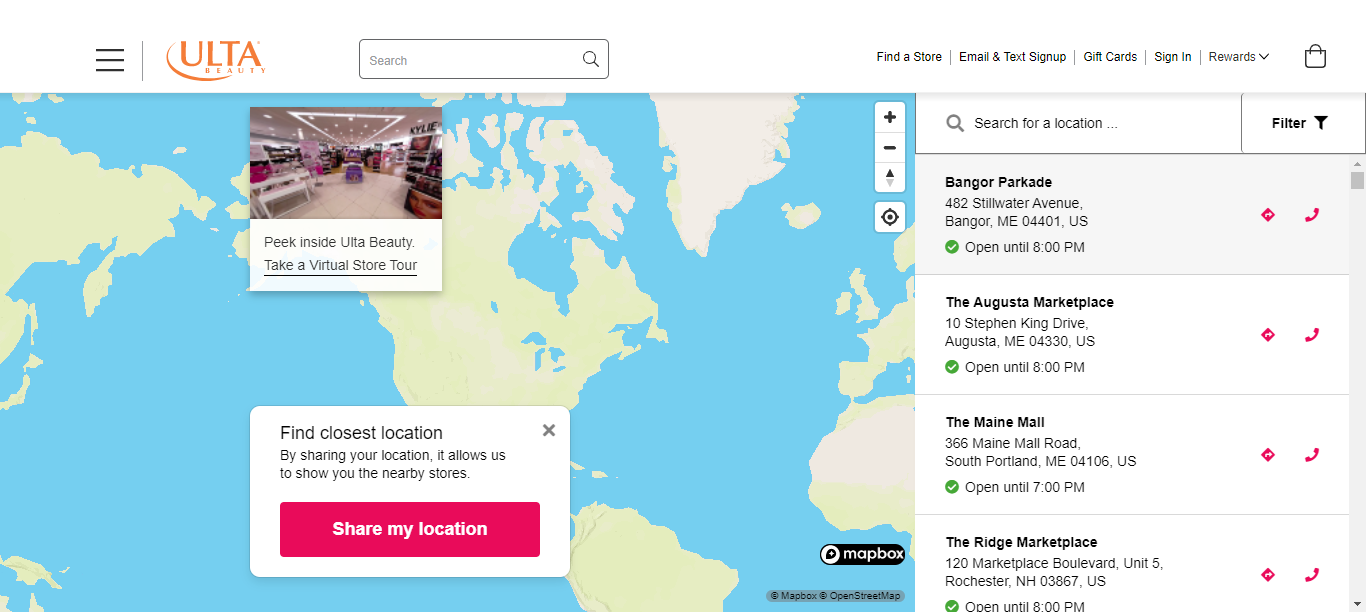 ULTA
BEAUTY
Search
Find a Store
Email & Text Signup
Gift Cards
Sign In
Rewards
KYLIE
Peek inside Ulta Beauty.
Take a Virtual Store Tour
Find closest location
By sharing your location, it allows us
to show you the nearby stores.
Share my location
mapbox
© Mapbox © OpenStreetMap
Search for a location ...
Filter
Bangor Parkade
482 Stillwater Avenue,
Bangor, ME 04401, US
Open until 8:00 PM
The Augusta Marketplace
10 Stephen King Drive,
Augusta, ME 04330, US
Open until 8:00 PM
The Maine Mall
366 Maine Mall Road,
South Portland, ME 04106, US
Open until 7:00 PM
The Ridge Marketplace
120 Marketplace Boulevard, Unit 5,
Rochester, NH 03867, US
Open until 8:00 PM